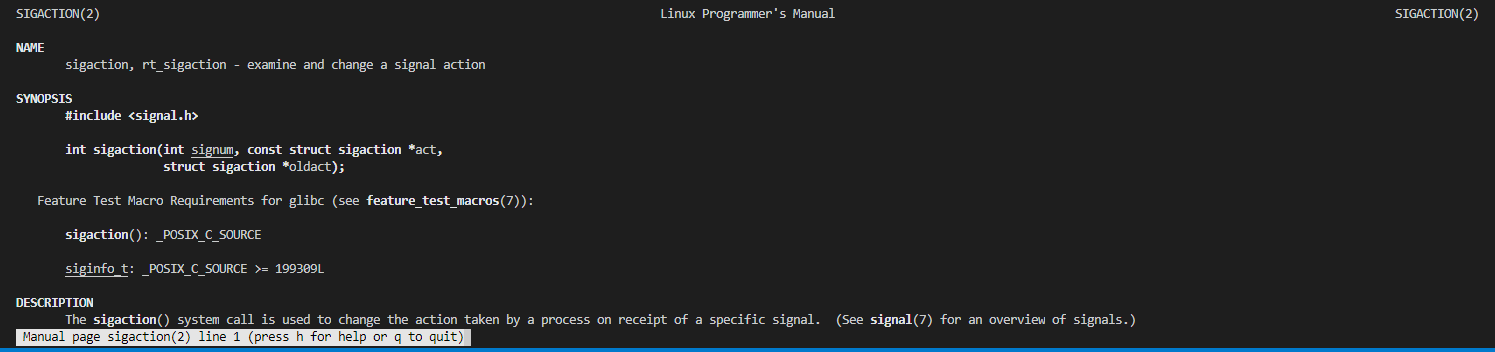 SIGACTION(2) Linux Programmer's Manual SIGACTION(2)
NAME
sigaction, rt_sigaction - examine and change a signal action
SYNOPSIS
#include <signal.h>
int sigaction(int signum, const struct sigaction *act,
struct sigaction *oldact);
Feature Test Macro Requirements for glibc (see feature_test_macros(7)):
sigaction(): _POSIX_C_SOURCE
siginfo_t: _POSIX_C_SOURCE >= 199309L
DESCRIPTION
The sigaction() system call is used to change the action taken by a process on receipt of a specific signal.  (See signal(7) for an overview of signals.)
Manual page sigaction(2) line 1 (press h for help or q to quit)